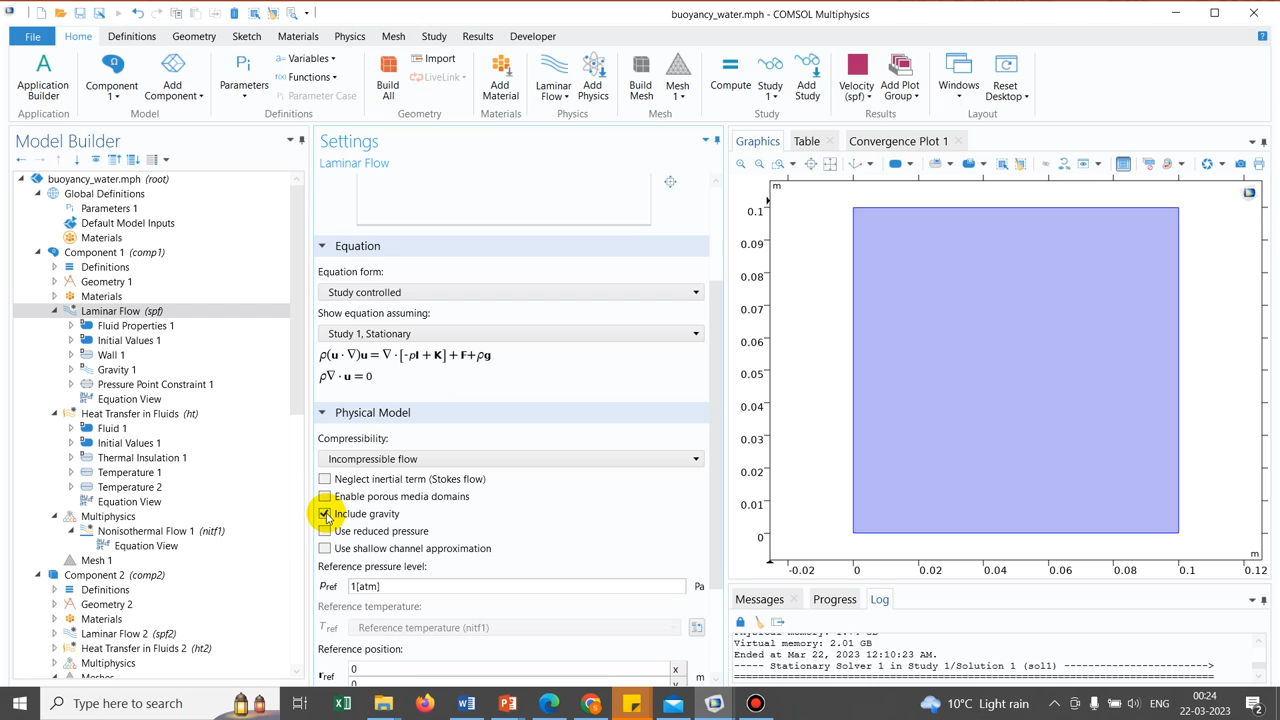 buoyancy_water.mph - COMSOL Multiphysics
File Home Definitions Geometry Sketch Materials Physics Mesh Study Results Developer
Application Builder
Component 1
Add Component
Parameters
Variables
Functions
Parameter Case
Build All
Import
LiveLink
Add Material
Laminar Flow
Add Physics
Build Mesh
Mesh 1
Compute
Study 1
Add Study
Velocity (spf)
Add Plot Group
Windows
Reset Desktop
Application Model Definitions Geometry Materials Physics Mesh Study Results Layout
Model Builder
buoyancy_water.mph (root)
Global Definitions
Parameters 1
Default Model Inputs
Materials
Component 1 (comp1)
Definitions
Geometry 1
Materials
Laminar Flow (spf)
Fluid Properties 1
Initial Values 1
Wall 1
Gravity 1
Pressure Point Constraint 1
Equation View
Heat Transfer in Fluids (ht)
Fluid 1
Initial Values 1
Thermal Insulation 1
Temperature 1
Temperature 2
Equation View
Multiphysics
Nonisothermal Flow 1 (nitf1)
Equation View
Mesh 1
Component 2 (comp2)
Definitions
Geometry 2
Materials
Laminar Flow 2 (spf2)
Heat Transfer in Fluids 2 (ht2)
Multiphysics
Settings
Laminar Flow
Equation
Equation form:
Study controlled
Show equation assuming:
Study 1, Stationary
ρ(u · ∇)u = ∇ · [-pI + K] + F+ρg
ρ∇ · u = 0
Physical Model
Compressibility:
Incompressible flow
Neglect inertial term (Stokes flow)
Enable porous media domains
Include gravity
Use reduced pressure
Use shallow channel approximation
Reference pressure level:
pref 1[atm] Pa
Reference temperature:
Tref Reference temperature (nitf1)
Reference position:
rref 0 x
0 y
m
Graphics Table Convergence Plot 1
m
0.1
0.09
0.08
0.07
0.06
0.05
0.04
0.03
0.02
0.01
0
m
-0.02 0 0.02 0.04 0.06 0.08 0.1 0.12
Messages Progress Log
Virtual memory: 2.01 GB
Ended at Mar 22, 2023 12:10:23 AM.
----- Stationary Solver 1 in Study 1/Solution 1 (sol1) --------------------->
Type here to search
10°C Light rain
00:24
22-03-2023
2